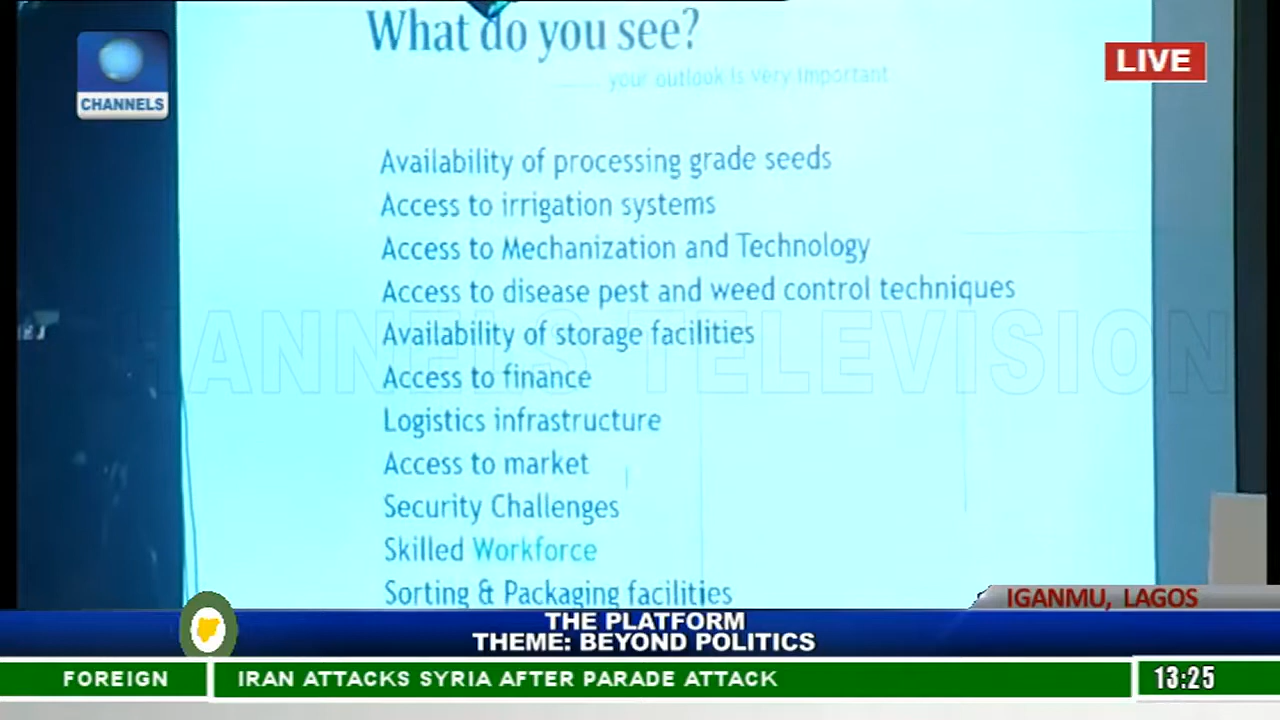 What do you see?
your outlook is very important
LIVE
CHANNELS
Availability of processing grade seeds
Access to irrigation systems
Access to Mechanization and Technology
Access to disease pest and weed control techniques
Availability of storage facilities
CHANNELS TELEVISION
Access to finance
Logistics infrastructure
Access to market
Security Challenges
Skilled Workforce
Sorting & Packaging facilities
IGANMU, LAGOS
THE PLATFORM
THEME: BEYOND POLITICS
FOREIGN
IRAN ATTACKS SYRIA AFTER PARADE ATTACK
13:25